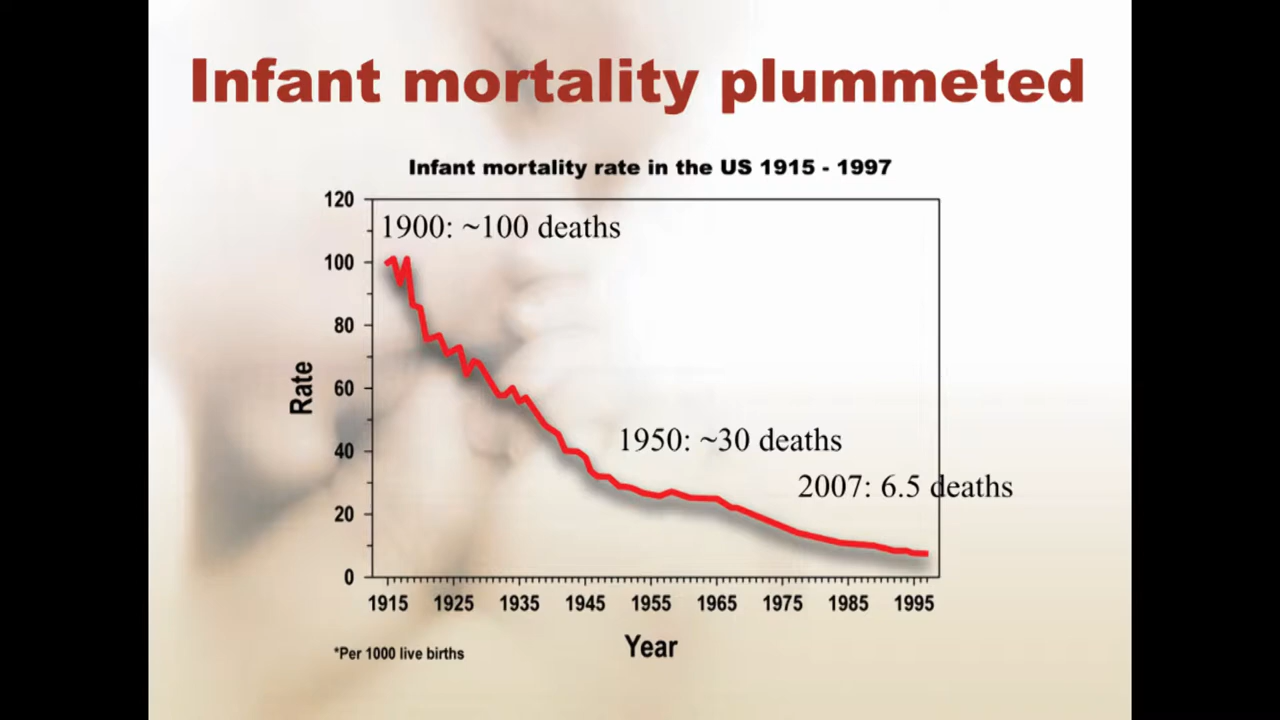 Infant mortality plummeted
Infant mortality rate in the US 1915 - 1997
120
100
80
60
40
20
0
Rate
1900: ~100 deaths
1950: ~30 deaths
2007: 6.5 deaths
1915 1925 1935 1945 1955 1965 1975 1985 1995
Year
*Per 1000 live births